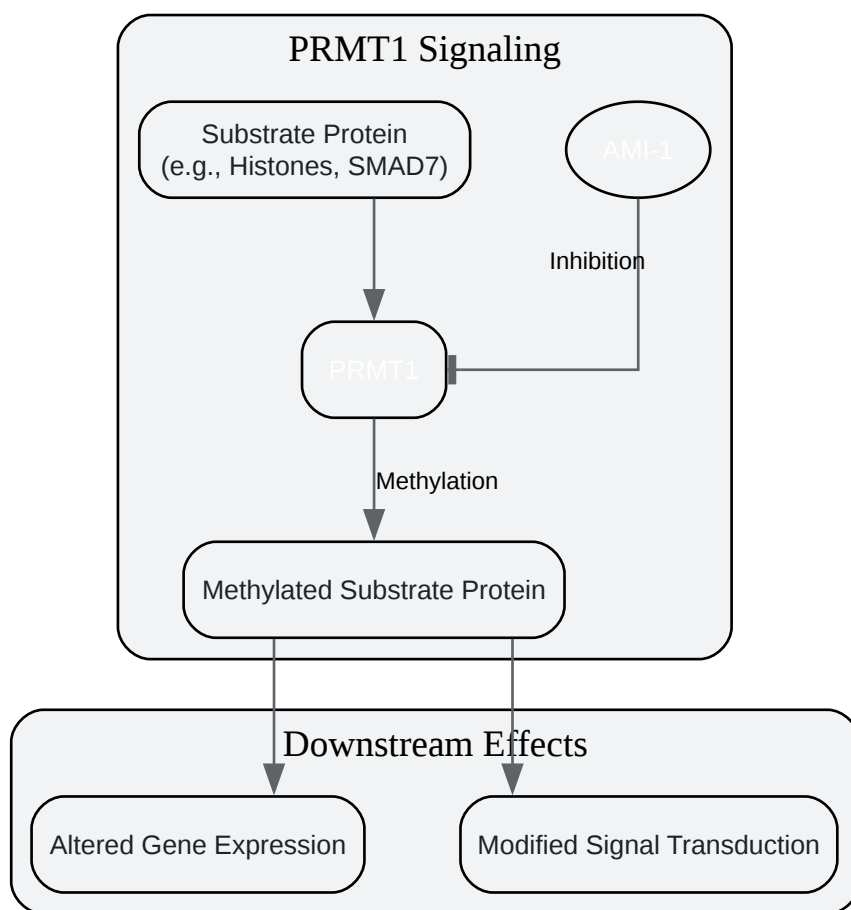 PRMT1 Signaling
Substrate Protein
(e.g., Histones, SMAD7)
AMI-1
Inhibition
PRMT1
Methylation
Methylated Substrate Protein
Downstream Effects
Altered Gene Expression
Modified Signal Transduction